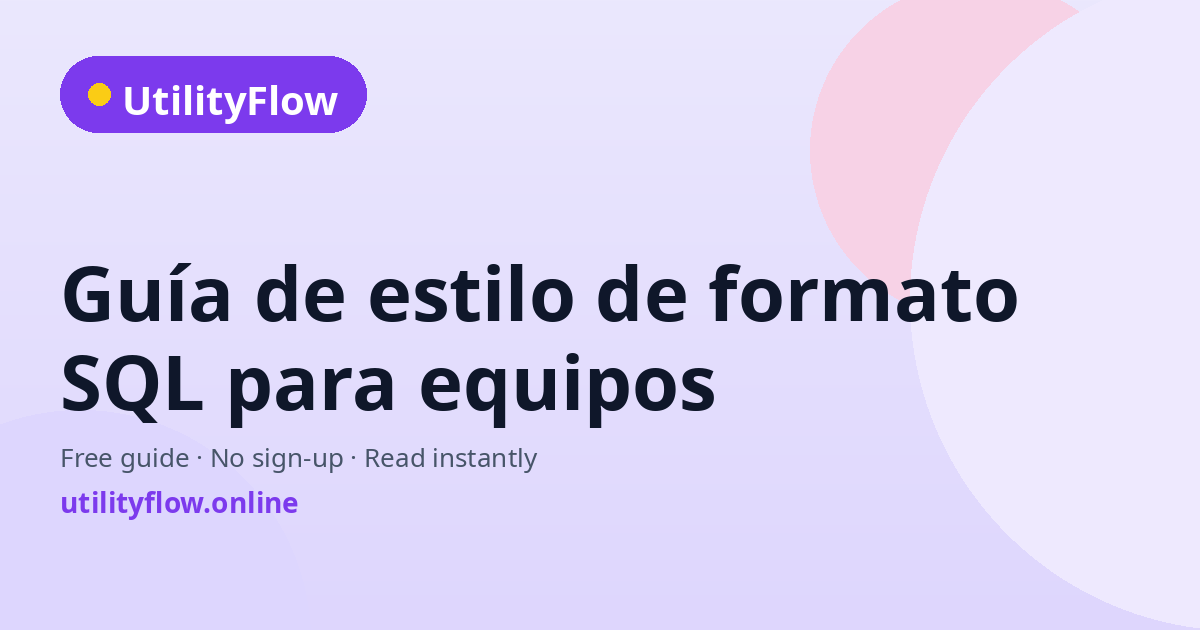 UtilityFlow
Guía de estilo de formato
SQL para equipos
Free guide · No sign-up · Read instantly
utilityflow.online